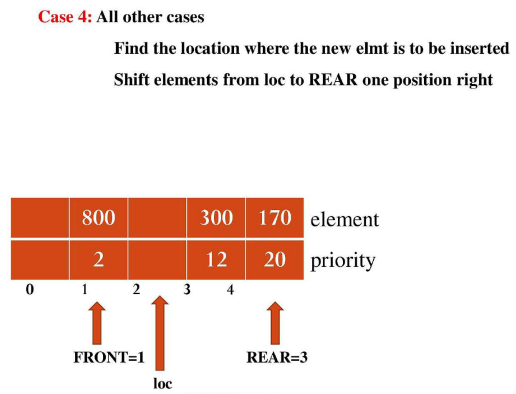 Case 4: All other cases
Find the location where the new elmt is to be inserted
Shift elements from loc to REAR one position right
800 300 170 element
2 12 20 priority
0 1 2 3 4
FRONT=1 REAR=3
loc